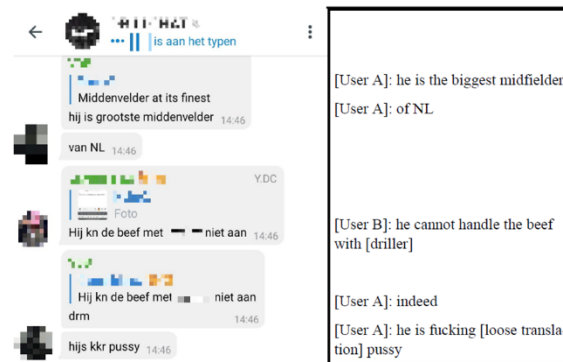 is aan het typen
Middenvelder at its finest
hij is grootste middenvelder 14:46
van NL 14:46
Y.DC
Foto
Hij kn de beef met niet aan 14:46
Hij kn de beef met niet aan
drm
14:46
hijs kkr pussy 14:46
[User A]: he is the biggest midfielder
[User A]: of NL
[User B]: he cannot handle the beef
with [driller]
[User A]: indeed
[User A]: he is fucking [loose transla-
tion] pussy